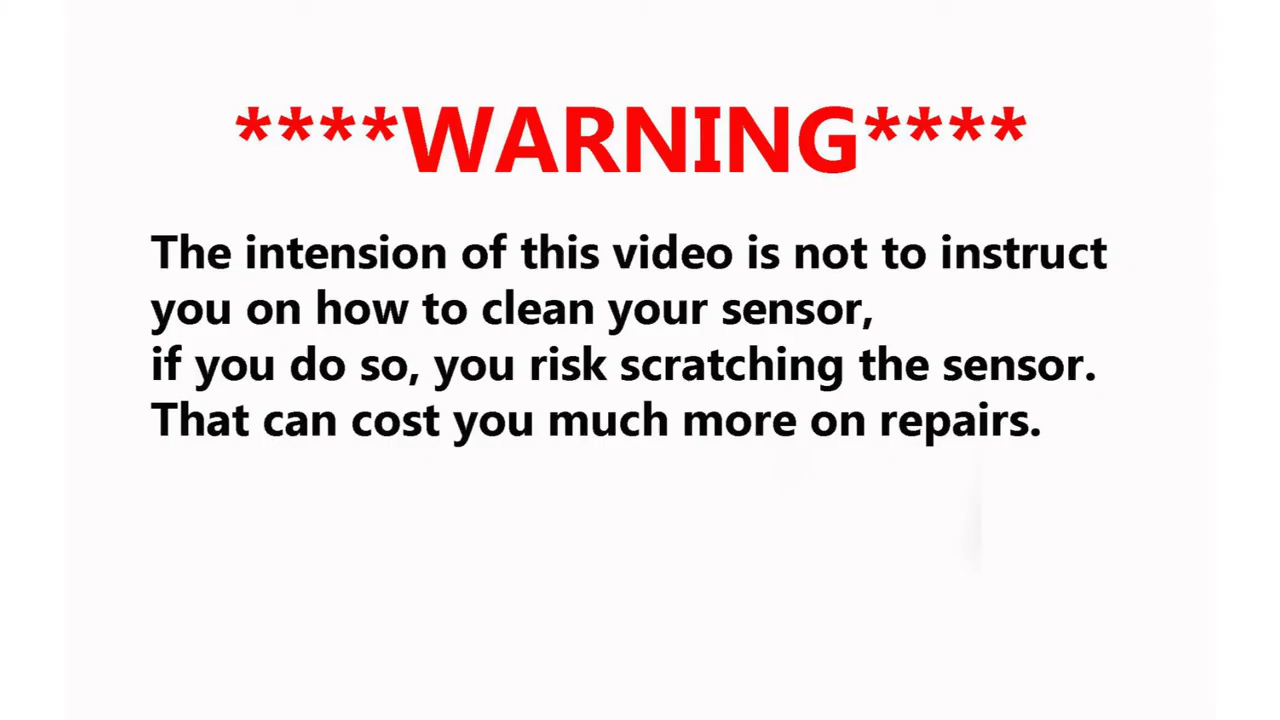 ****WARNING****
The intension of this video is not to instruct
you on how to clean your sensor,
if you do so, you risk scratching the sensor.
That can cost you much more on repairs.